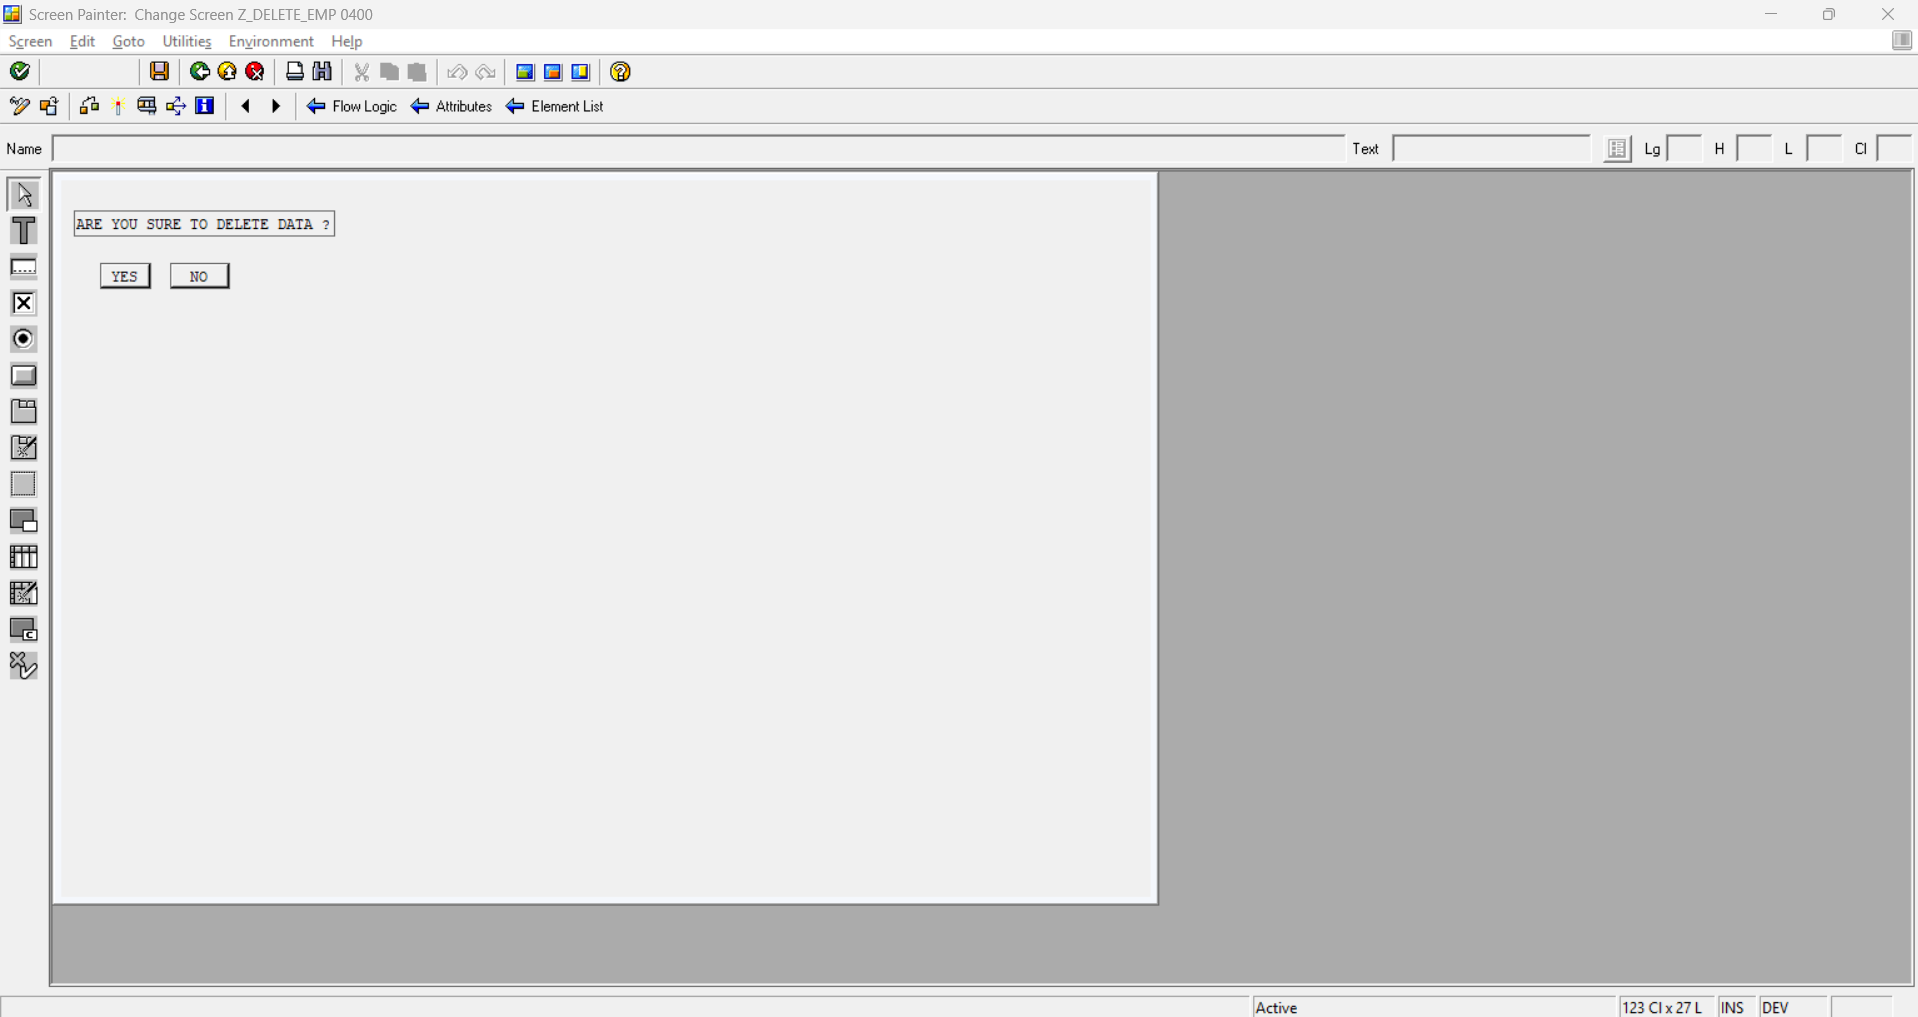 Screen Painter: Change Screen Z_DELETE_EMP 0400
Screen Edit Goto Utilities Environment Help
Flow Logic Attributes Element List
Name Text Lg H L Cl
ARE YOU SURE TO DELETE DATA ?
YES NO
Active 123 Cl x 27 L INS DEV